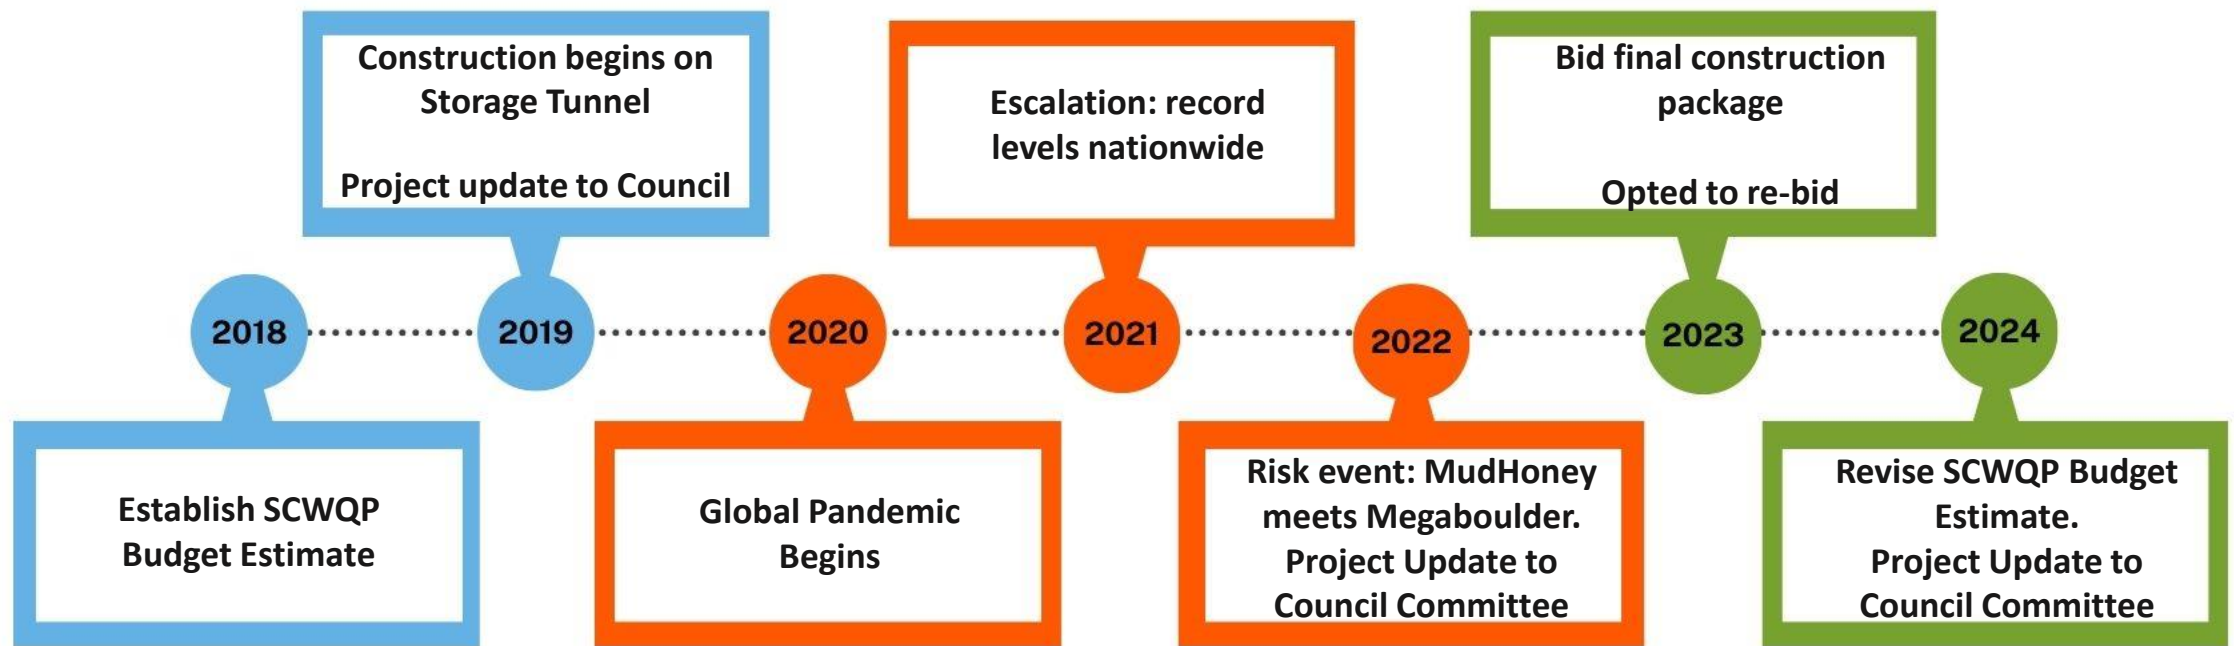 Construction begins on
Storage Tunnel
Project update to Council
Escalation: record
levels nationwide
Bid final construction
package
Opted to re-bid
2018
2019
2020
2021
2022
2023
2024
Establish SCWQP
Budget Estimate
Global Pandemic
Begins
Risk event: MudHoney
meets Megaboulder.
Project Update to
Council Committee
Revise SCWQP Budget
Estimate.
Project Update to
Council Committee